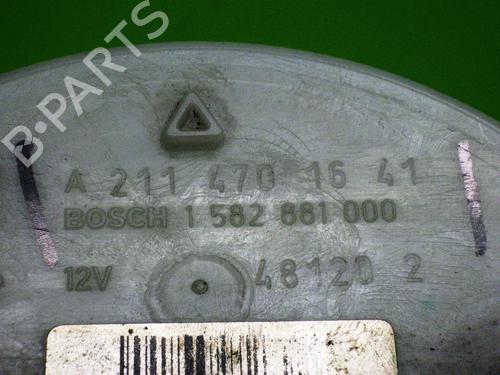 B-PARTS
A 211 470 16 41
BOSCH 1 582 881 000
12V 48120 2